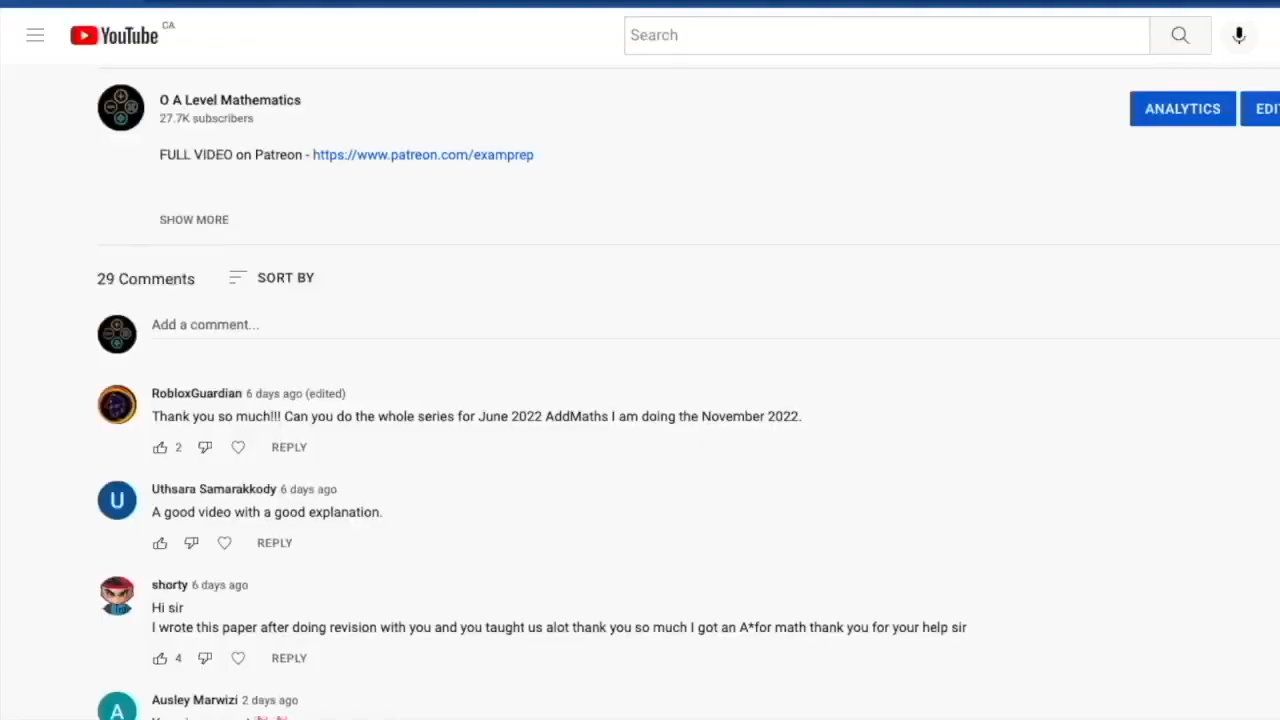 YouTube CA
Search
O A Level Mathematics
27.7K subscribers
ANALYTICS
FULL VIDEO on Patreon - https://www.patreon.com/examprep
SHOW MORE
29 Comments SORT BY
Add a comment...
RobloxGuardian 6 days ago (edited)
Thank you so much!!! Can you do the whole series for June 2022 AddMaths I am doing the November 2022.
2 REPLY
Uthsara Samarakkody 6 days ago
A good video with a good explanation.
U
REPLY
shorty 6 days ago
Hi sir
I wrote this paper after doing revision with you and you taught us alot thank you so much I got an A*for math thank you for your help sir
4 REPLY
Ausley Marwizi 2 days ago
A